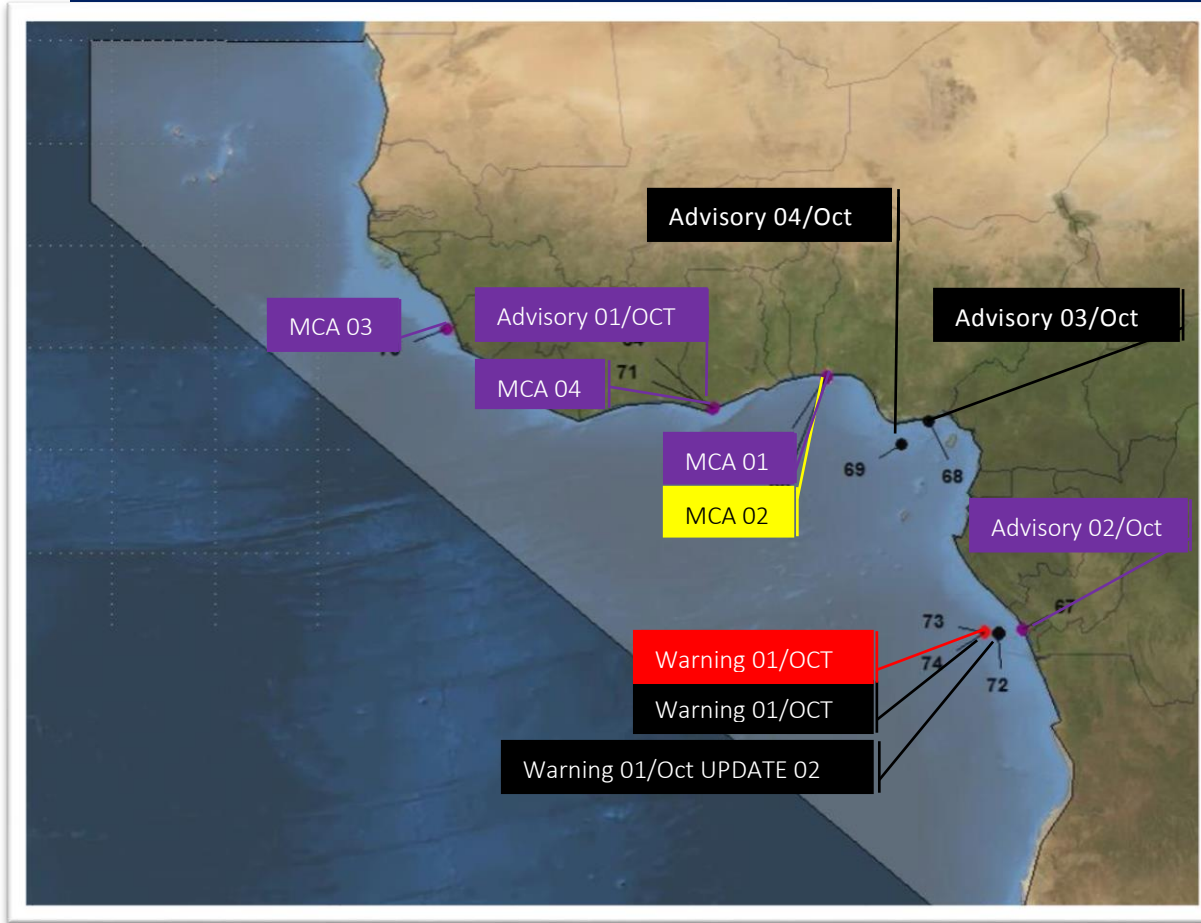 Advisory 04/Oct
Advisory 03/Oct
MCA 03
Advisory 01/OCT
71
MCA 04
MCA 01
69
68
MCA 02
Advisory 02/Oct
67
73
Warning 01/OCT
74
72
Warning 01/OCT
Warning 01/Oct UPDATE 02